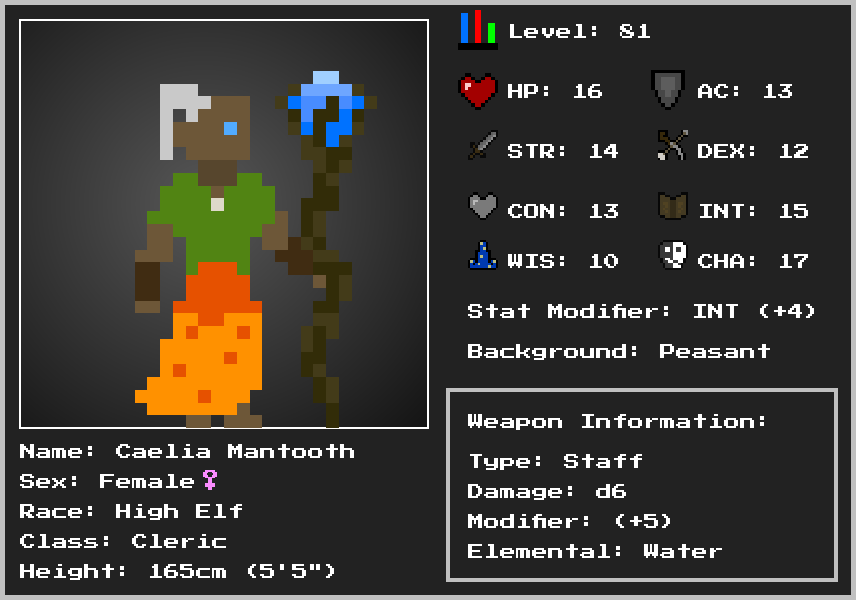 Level: 81
HP: 16
AC: 13
STR: 14
DEX: 12
CON: 13
INT: 15
WIS: 10
CHA: 17
Stat Modifier: INT (+4)
Background: Peasant
Weapon Information:
Type: Staff
Damage: d6
Modifier: (+5)
Elemental: Water
Name: Caelia Mantooth
Sex: Female♀
Race: High Elf
Class: Cleric
Height: 165cm (5'5")